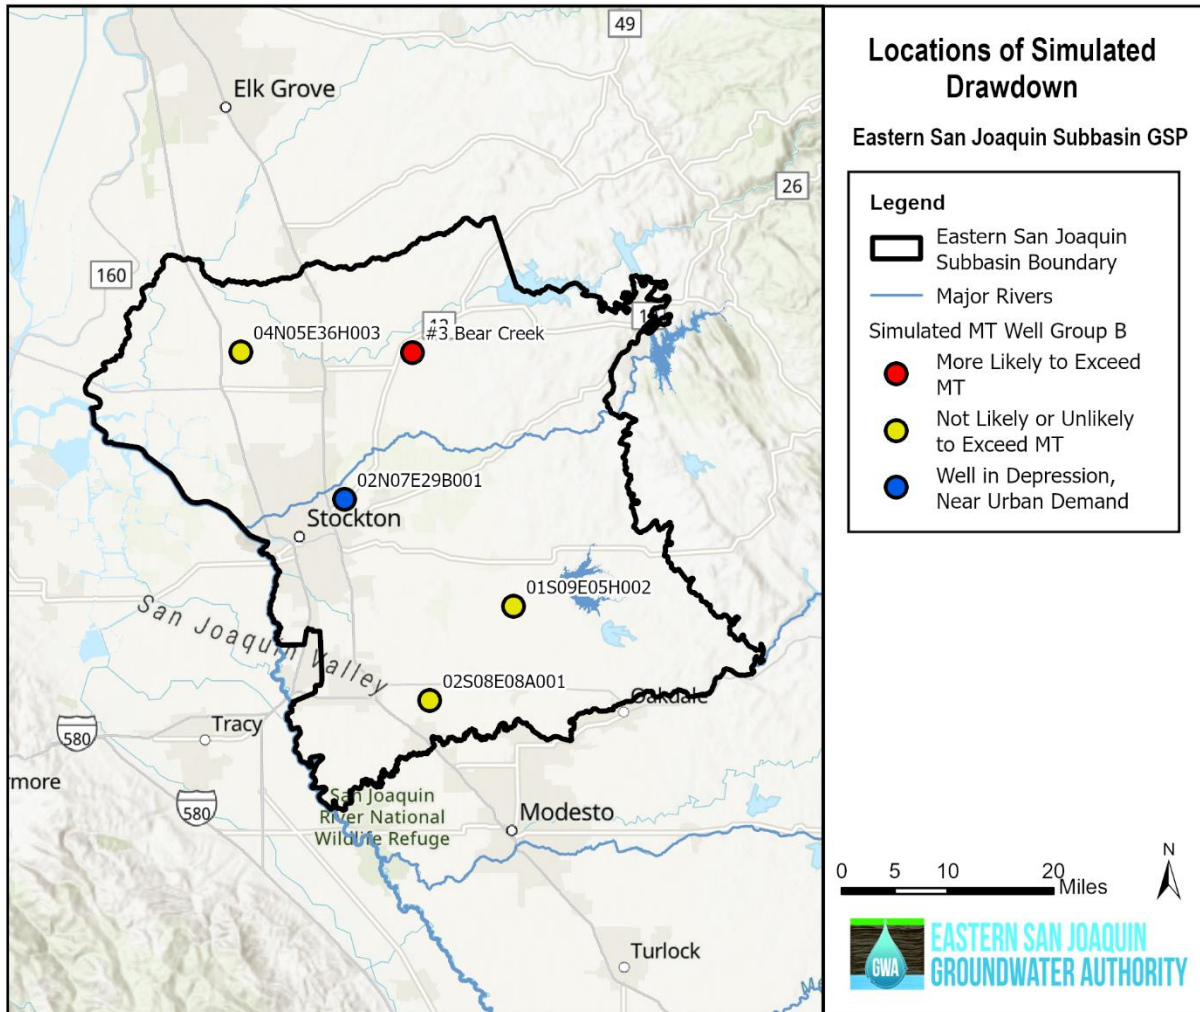 49
Elk Grove
26
160
04N05E36H003
12
#3 Bear Creek
02N07E29B001
Stockton
01S09E05H002
San Joaquin Valley
02S08E08A001
Oakdale
Tracy
580
more
580
San Joaquin
River National
Wildlife Refuge
Modesto
Turlock
Locations of Simulated
Drawdown
Eastern San Joaquin Subbasin GSP
Legend
Eastern San Joaquin
Subbasin Boundary
Major Rivers
Simulated MT Well Group B
More Likely to Exceed
MT
Not Likely or Unlikely
to Exceed MT
Well in Depression,
Near Urban Demand
N
0 5 10 20
Miles
GWA
EASTERN SAN JOAQUIN
GROUNDWATER AUTHORITY